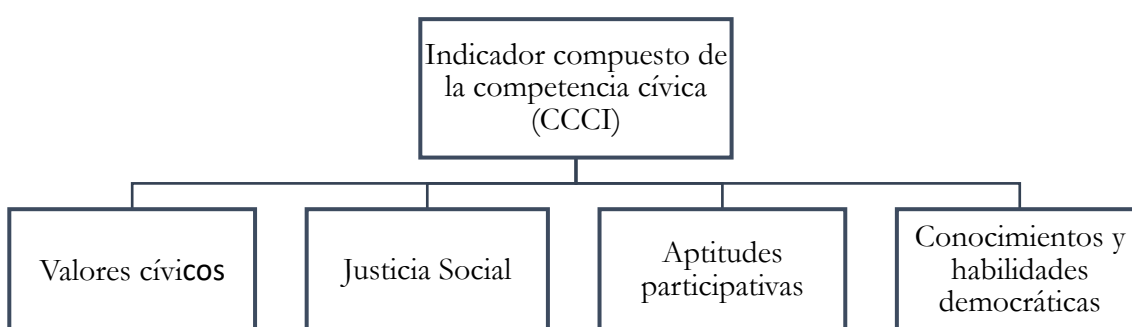 Indicador compuesto de
la competencia cívica
(CCCI)
Valores cívicos
Justicia Social
Aptitudes
participativas
Conocimientos y
habilidades
democráticas